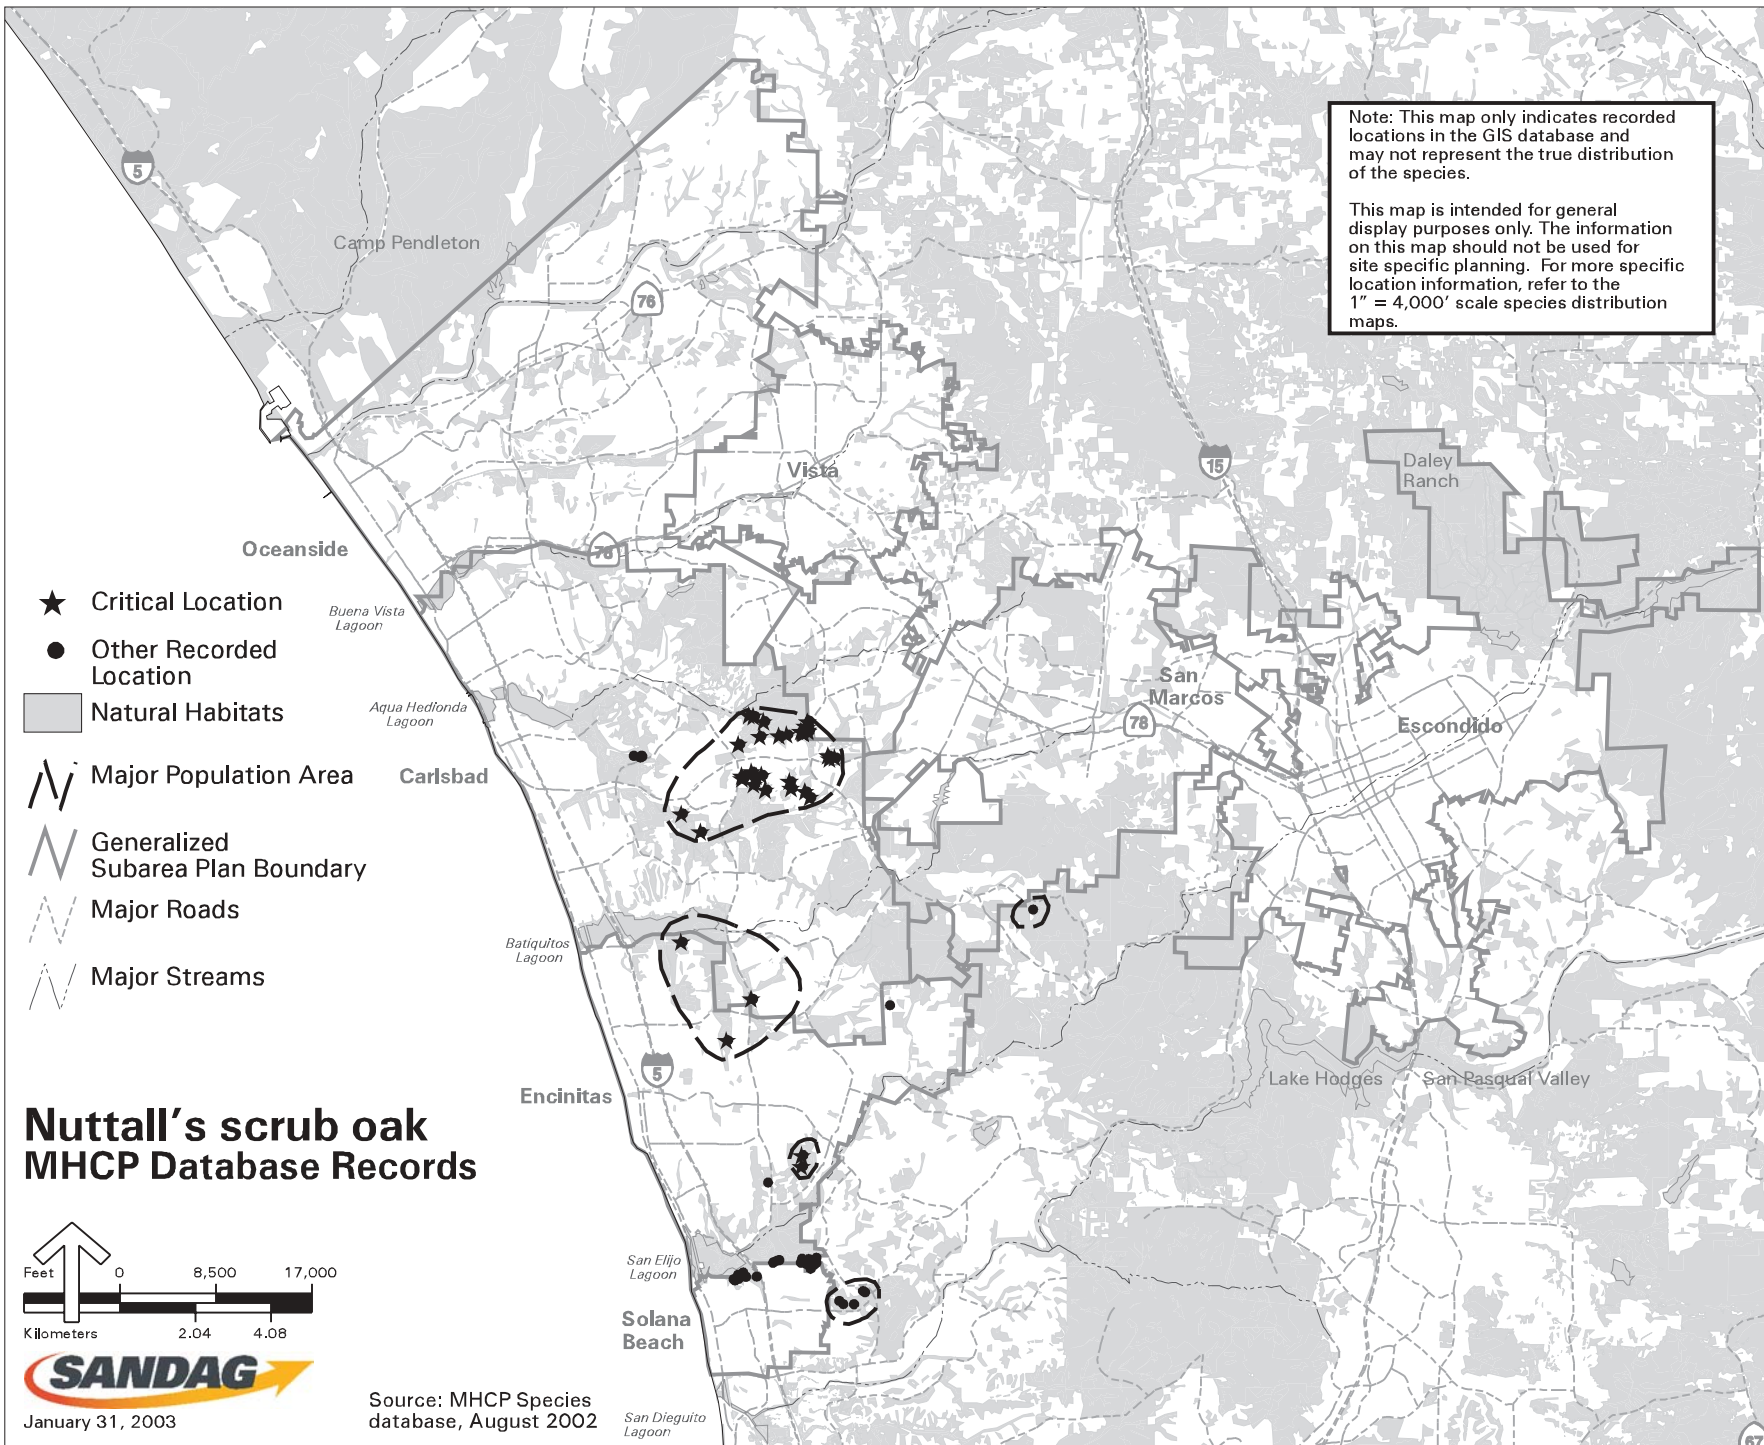 Note: This map only indicates recorded
locations in the GIS database and
may not represent the true distribution
of the species.
This map is intended for general
display purposes only. The information
on this map should not be used for
site specific planning. For more specific
location information, refer to the
1” = 4,000’ scale species distribution
maps.
5
Camp Pendleton
76
Vista
15
Daley
Ranch
Oceanside
78
Critical Location
Other Recorded
Location
Natural Habitats
Major Population Area
Generalized
Subarea Plan Boundary
Major Roads
Major Streams
Buena Vista
Lagoon
Aqua Hedionda
Lagoon
Carlsbad
San
Marcos
78
Escondido
Batiquitos
Lagoon
5
Encinitas
Lake Hodges
San Pasqual Valley
Nuttall’s scrub oak
MHCP Database Records
San Elijo
Lagoon
Solana
Beach
Feet 0 8,500 17,000
Kilometers 2.04 4.08
SANDAG
January 31, 2003
Source: MHCP Species
database, August 2002
San Dieguito
Lagoon
67